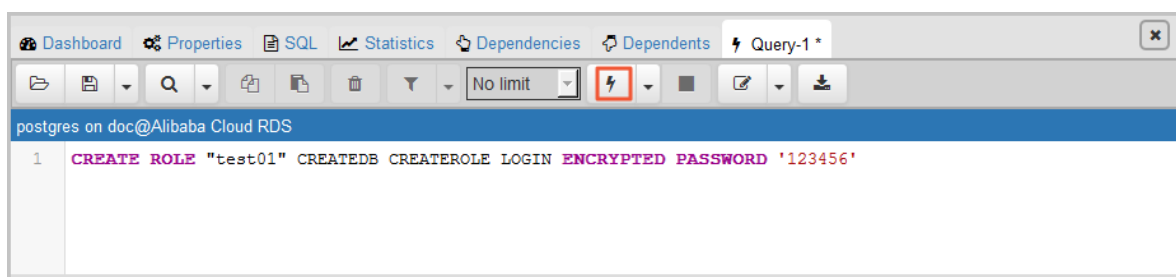 Dashboard Properties SQL Statistics Dependencies Dependents Query-1 *
No limit
postgres on doc@Alibaba Cloud RDS
1 CREATE ROLE "test01" CREATEDB CREATEROLE LOGIN ENCRYPTED PASSWORD '123456'